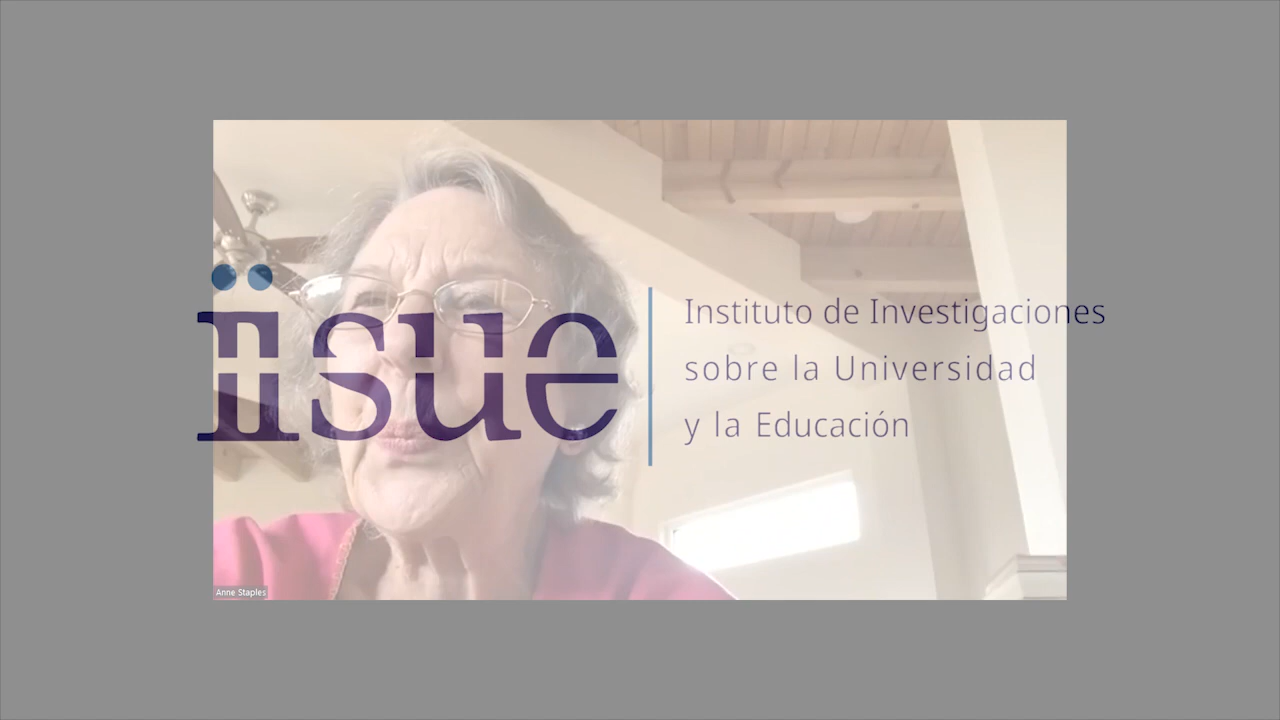 iisue
Instituto de Investigaciones
sobre la Universidad
y la Educación
Anne Staples